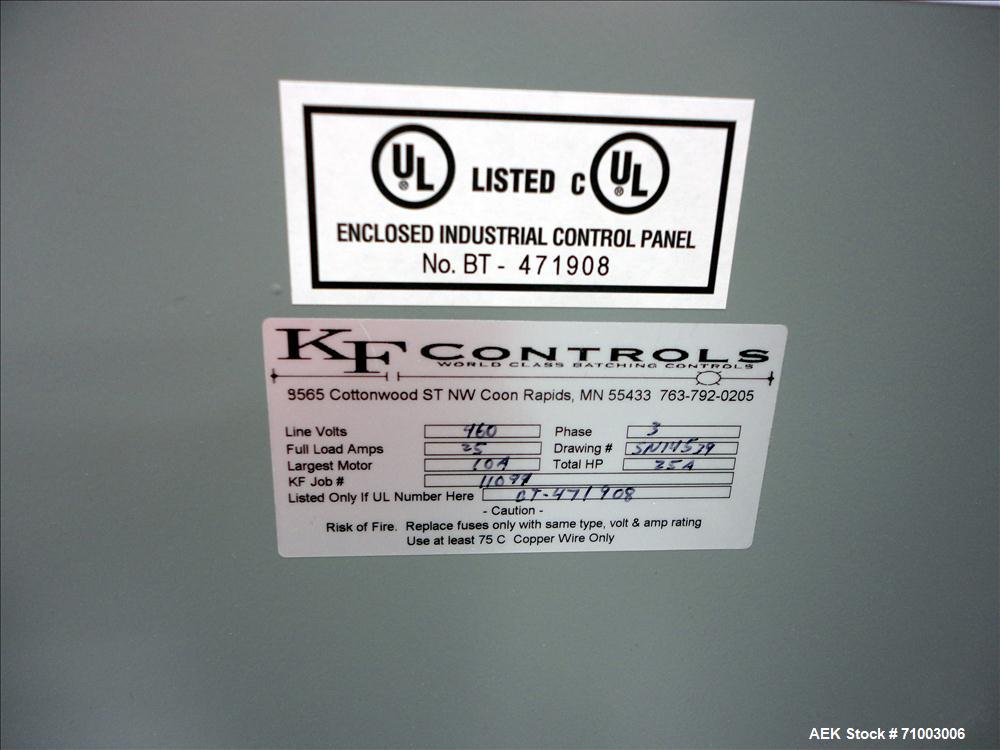 UL ® LISTED C UL ®
ENCLOSED INDUSTRIAL CONTROL PANEL
No. BT - 471908
KF CONTROLS
WORLD CLASS BATCHING CONTROLS
9565 Cottonwood ST NW Coon Rapids, MN 55433 763-792-0205
Line Volts 460 Phase 3
Full Load Amps 25 Drawing # SN14539
Largest Motor 10A Total HP 25A
KF Job # 11099
Listed Only If UL Number Here BT-471908
- Caution -
Risk of Fire. Replace fuses only with same type, volt & amp rating
Use at least 75 C Copper Wire Only
AEK Stock # 71003006